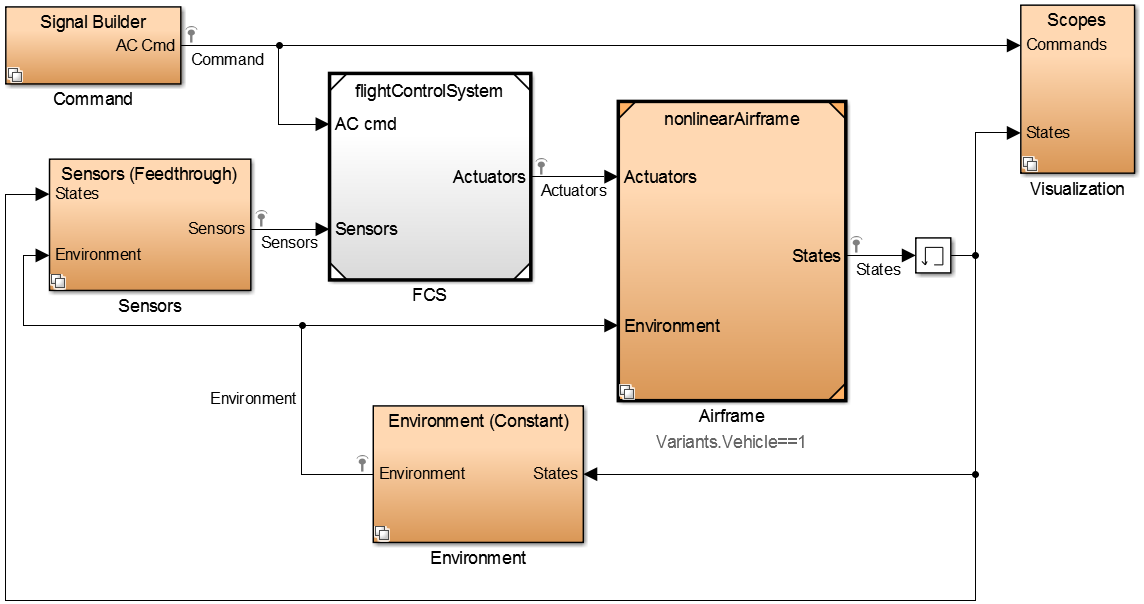 Signal Builder
AC Cmd
Command
Command
flightControlSystem
AC cmd
Actuators
Sensors
FCS
Actuators
nonlinearAirframe
Actuators
States
Environment
Airframe
Variants.Vehicle==1
States
Scopes
Commands
States
Visualization
Sensors (Feedthrough)
States
Sensors
Environment
Sensors
Sensors
Environment
Environment (Constant)
Environment
States
Environment